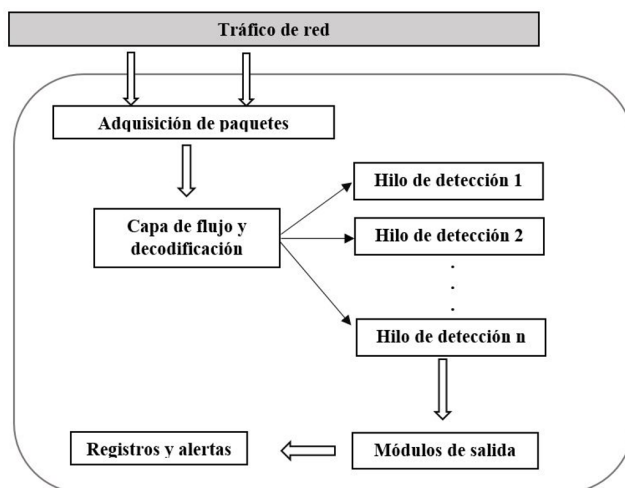 Tráfico de red
Adquisición de paquetes
Capa de flujo y
decodificación
Hilo de detección 1
Hilo de detección 2
.
.
.
Hilo de detección n
Módulos de salida
Registros y alertas